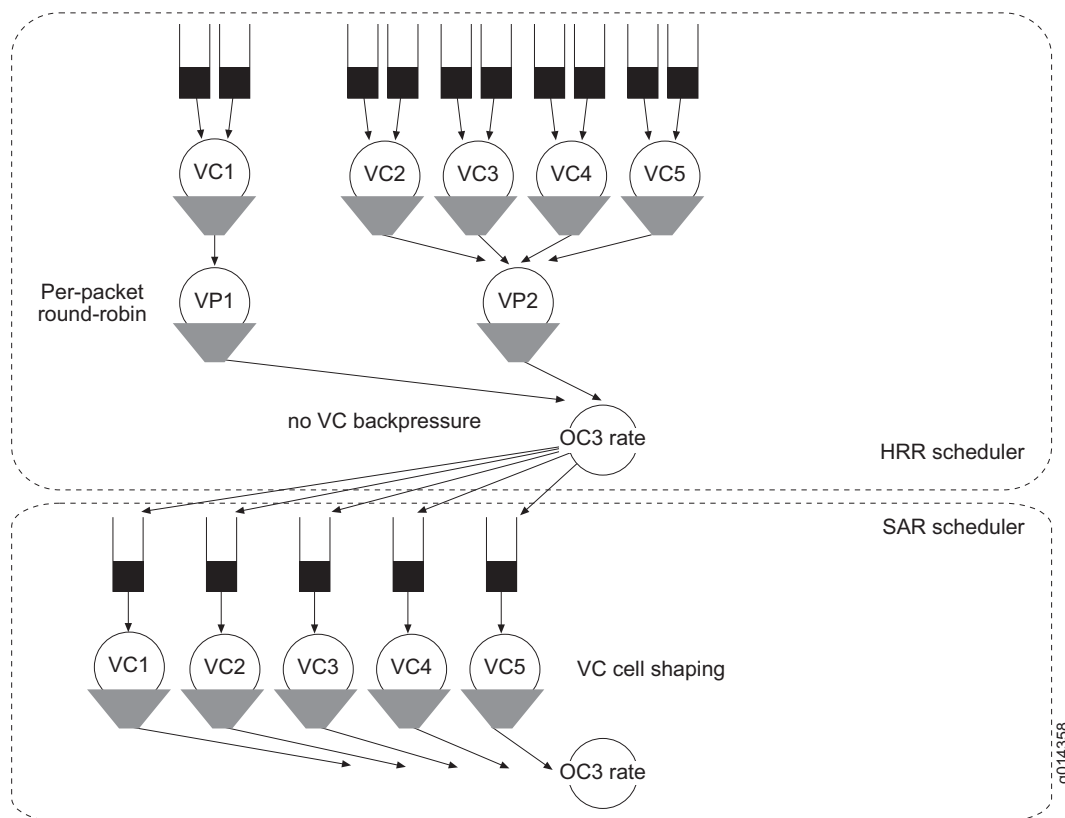 VC1
VC2
VC3
VC4
VC5
Per-packet
round-robin
VP1
VP2
no VC backpressure
OC3 rate
HRR scheduler
SAR scheduler
VC1
VC2
VC3
VC4
VC5
VC cell shaping
OC3 rate
g014358